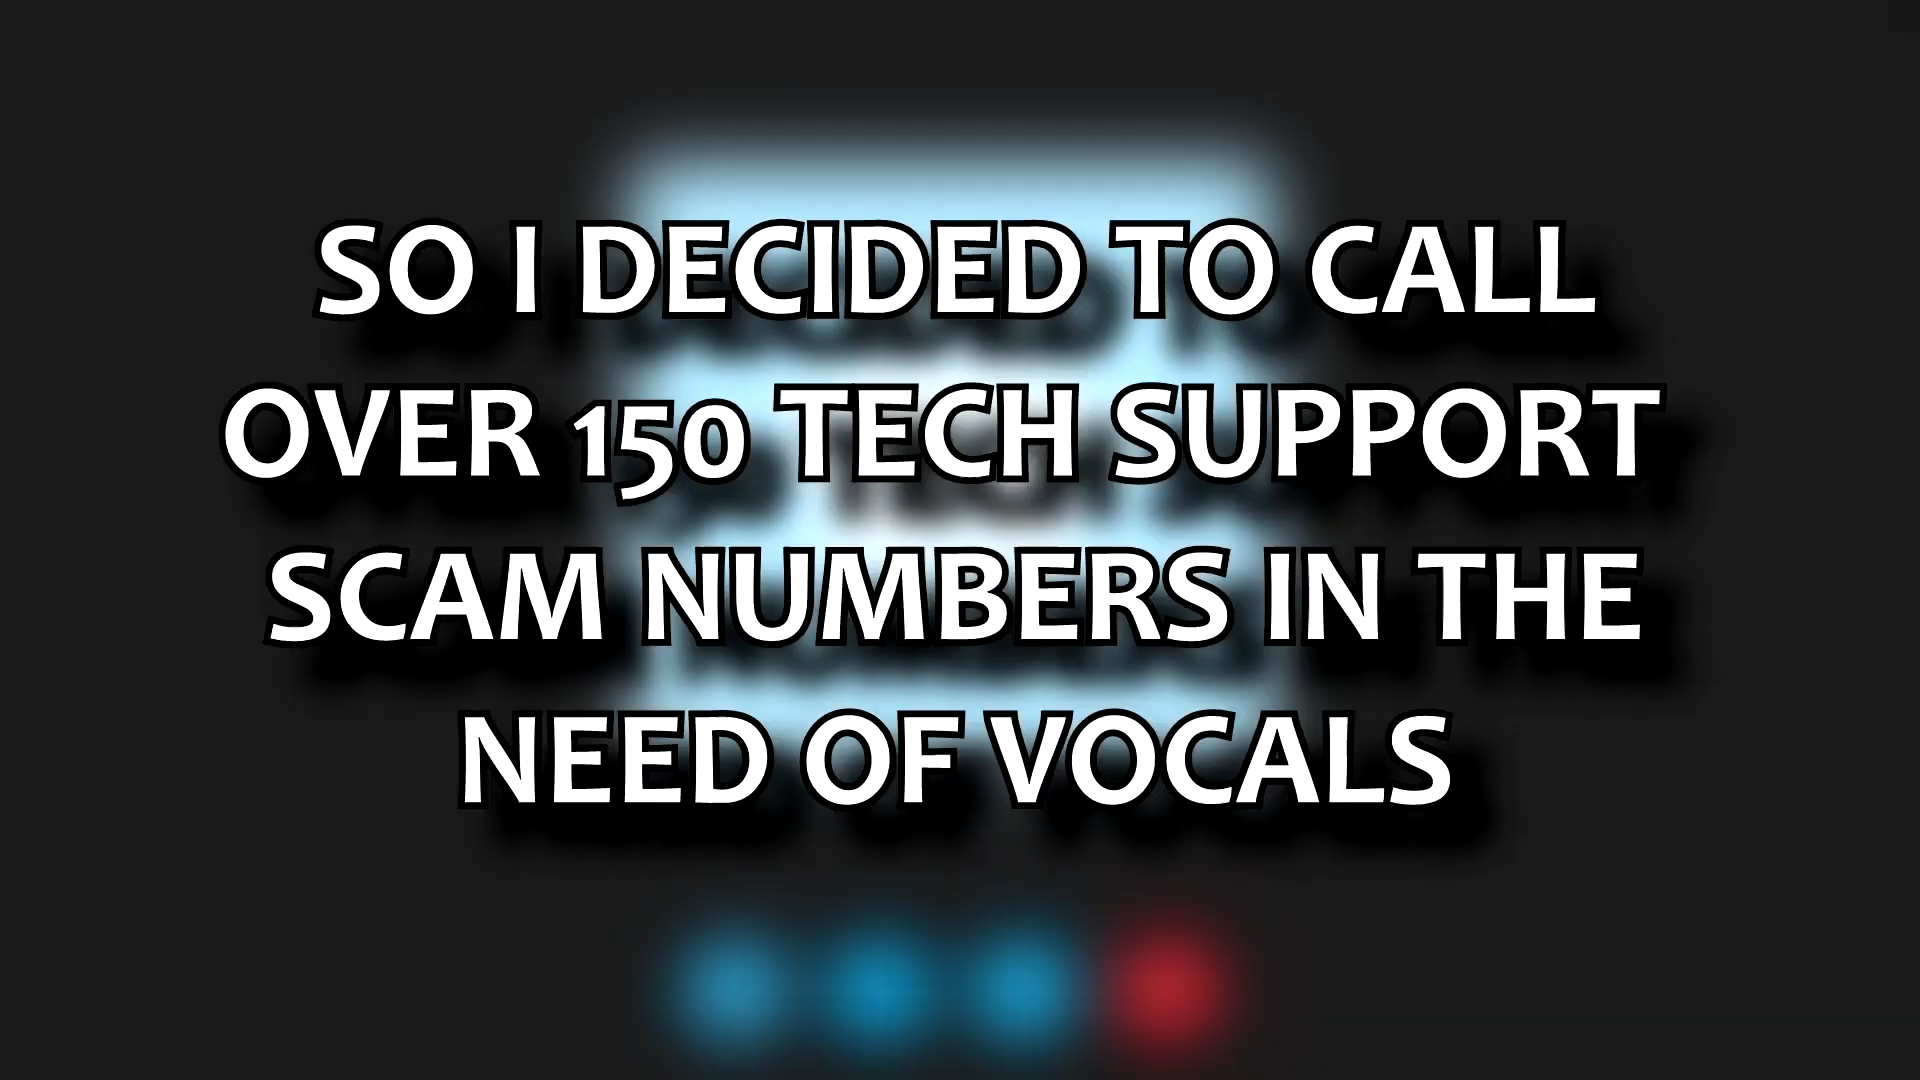 SO I DECIDED TO CALL
OVER 150 TECH SUPPORT
SCAM NUMBERS IN THE
NEED OF VOCALS